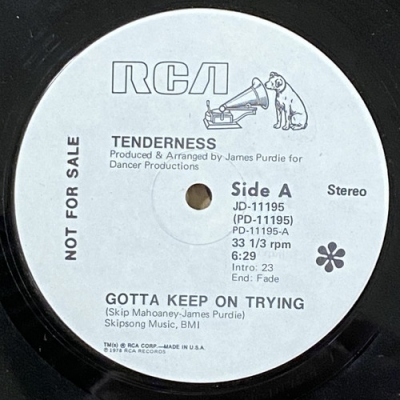 RCA
TENDERNESS
Produced & Arranged by James Purdie for
Dancer Productions
NOT FOR SALE
Side A
Stereo
JD-11195
(PD-11195)
PD-11195-A
33 1/3 rpm
6:29
Intro: 23
End: Fade
GOTTA KEEP ON TRYING
(Skip Mahoaney-James Purdie)
Skipsong Music, BMI
TM(s) ® RCA CORP.—MADE IN U.S.A.
℗ 1978 RCA RECORDS